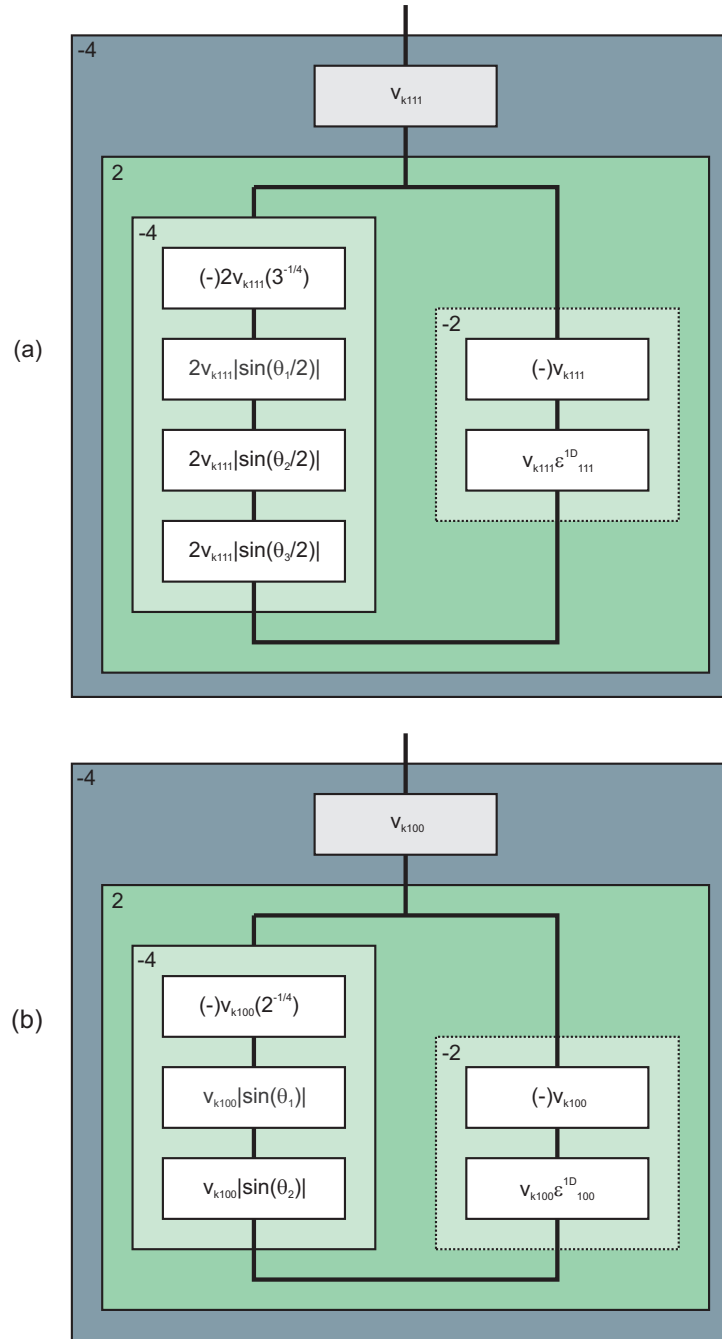 -4
v_k111
2
-4
(-)2v_k111(3^-1/4)
2v_k111|sin(θ_1/2)|
2v_k111|sin(θ_2/2)|
2v_k111|sin(θ_3/2)|
-2
(-)v_k111
v_k111ε^1D_111
(a)
-4
v_k100
2
-4
(-)v_k100(2^-1/4)
v_k100|sin(θ_1)|
v_k100|sin(θ_2)|
-2
(-)v_k100
v_k100ε^1D_100
(b)